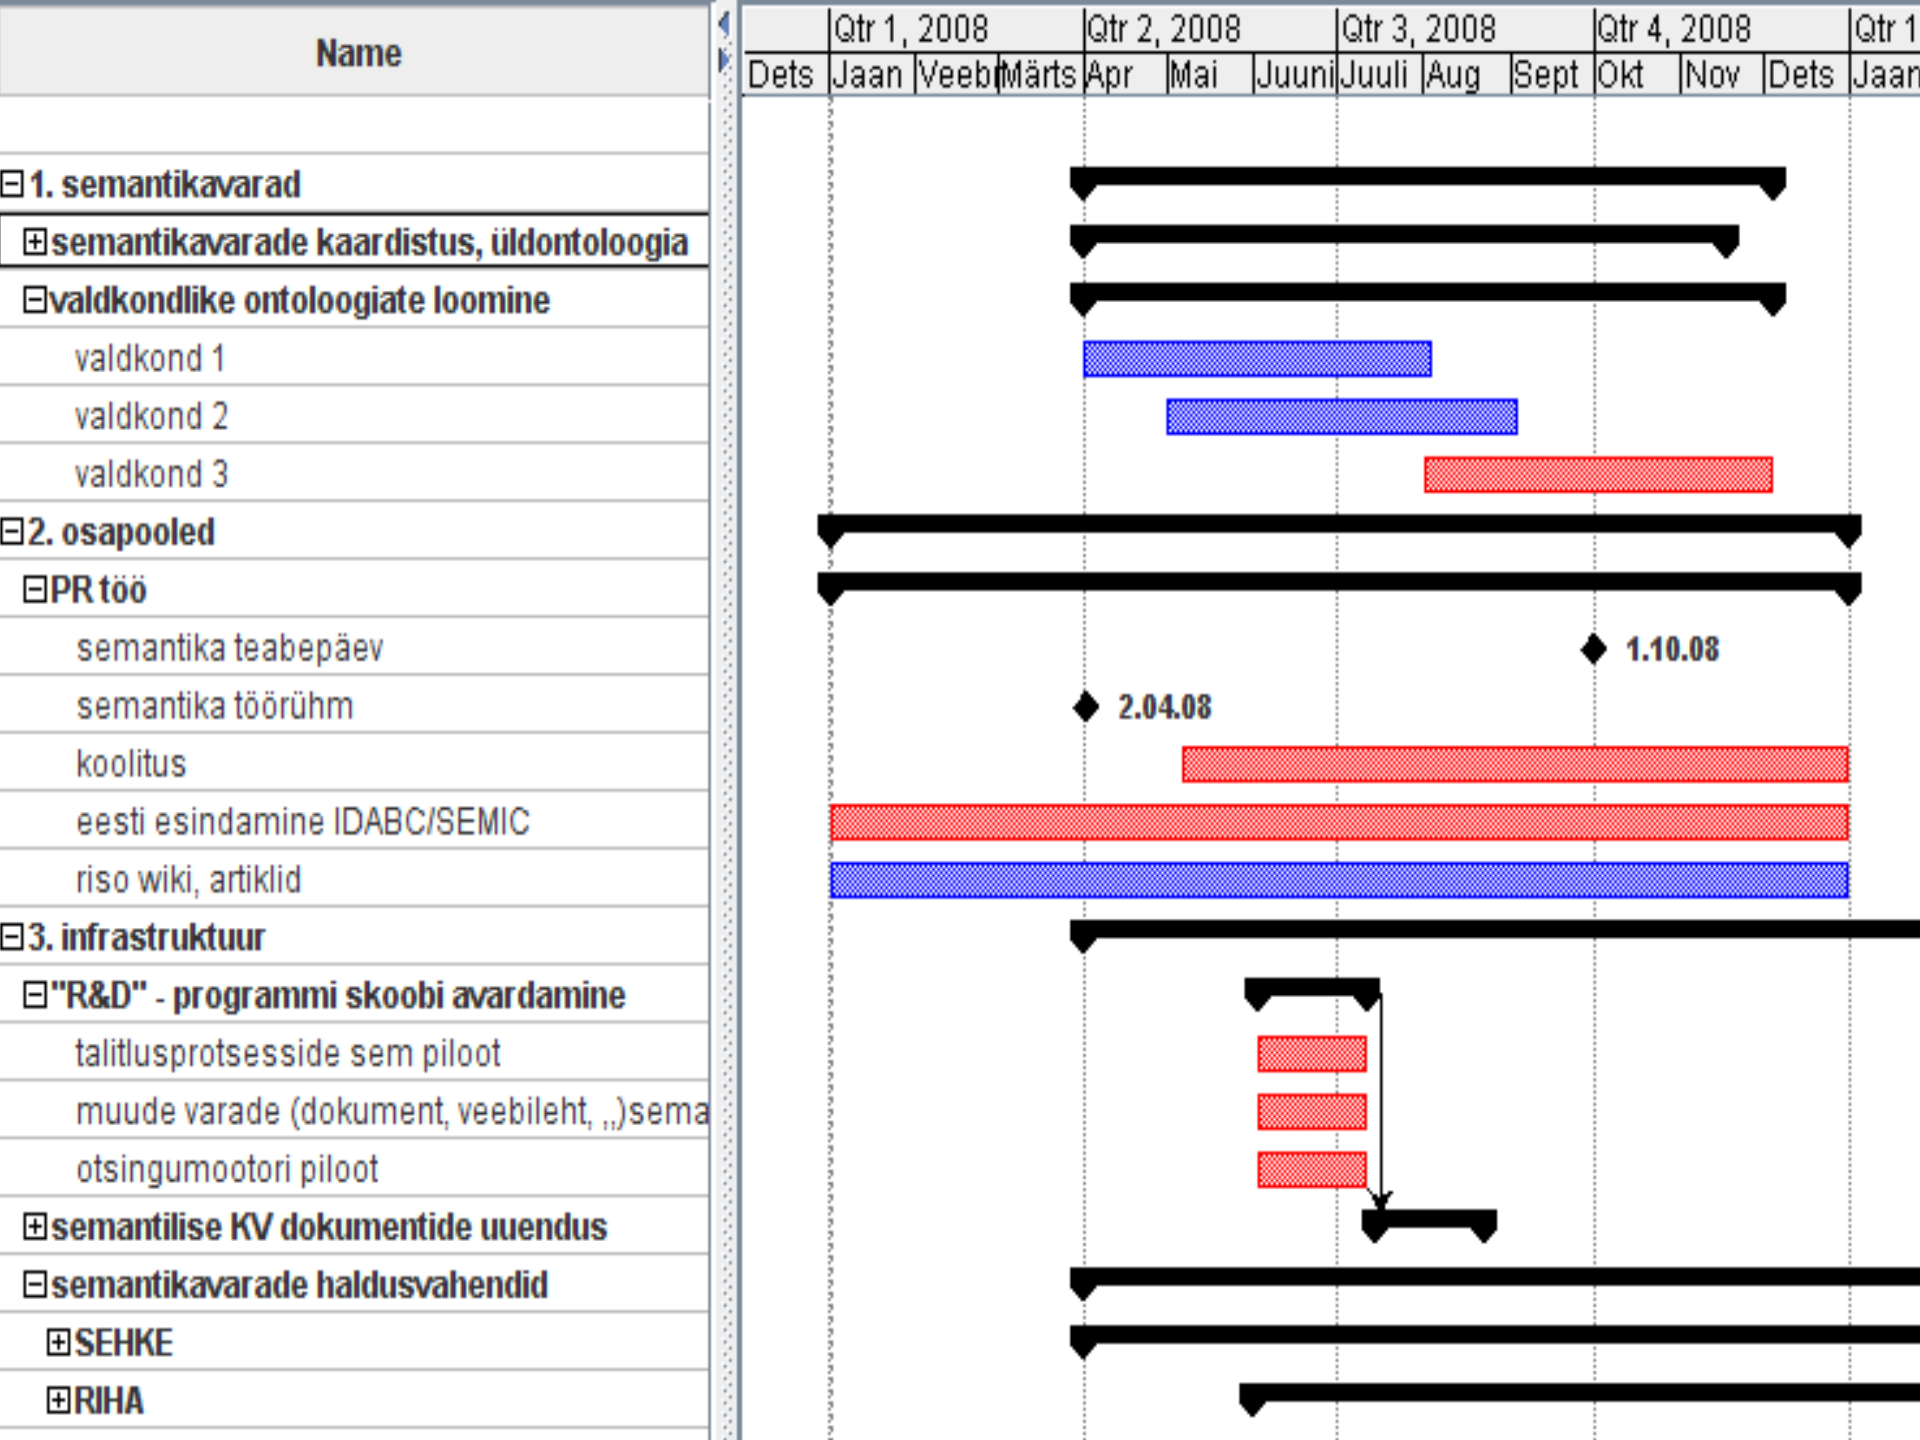 Name
Qtr 1, 2008 Qtr 2, 2008 Qtr 3, 2008 Qtr 4, 2008 Qtr 1
Dets Jaan Veebr Märts Apr Mai Juuni Juuli Aug Sept Okt Nov Dets Jaan
1. semantikavarad
semantikavarade kaardistus, üldontoloogia
valdkondlike ontoloogiate loomine
valdkond 1
valdkond 2
valdkond 3
2. osapooled
PR töö
semantika teabepäev 1.10.08
semantika töörühm 2.04.08
koolitus
eesti esindamine IDABC/SEMIC
riso wiki, artiklid
3. infrastruktuur
"R&D" - programmi skoobi avardamine
talitlusprotsesside sem piloot
muude varade (dokument, veebileht, ,,)sema
otsingumootori piloot
semantilise KV dokumentide uuendus
semantikavarade haldusvahendid
SEHKE
RIHA